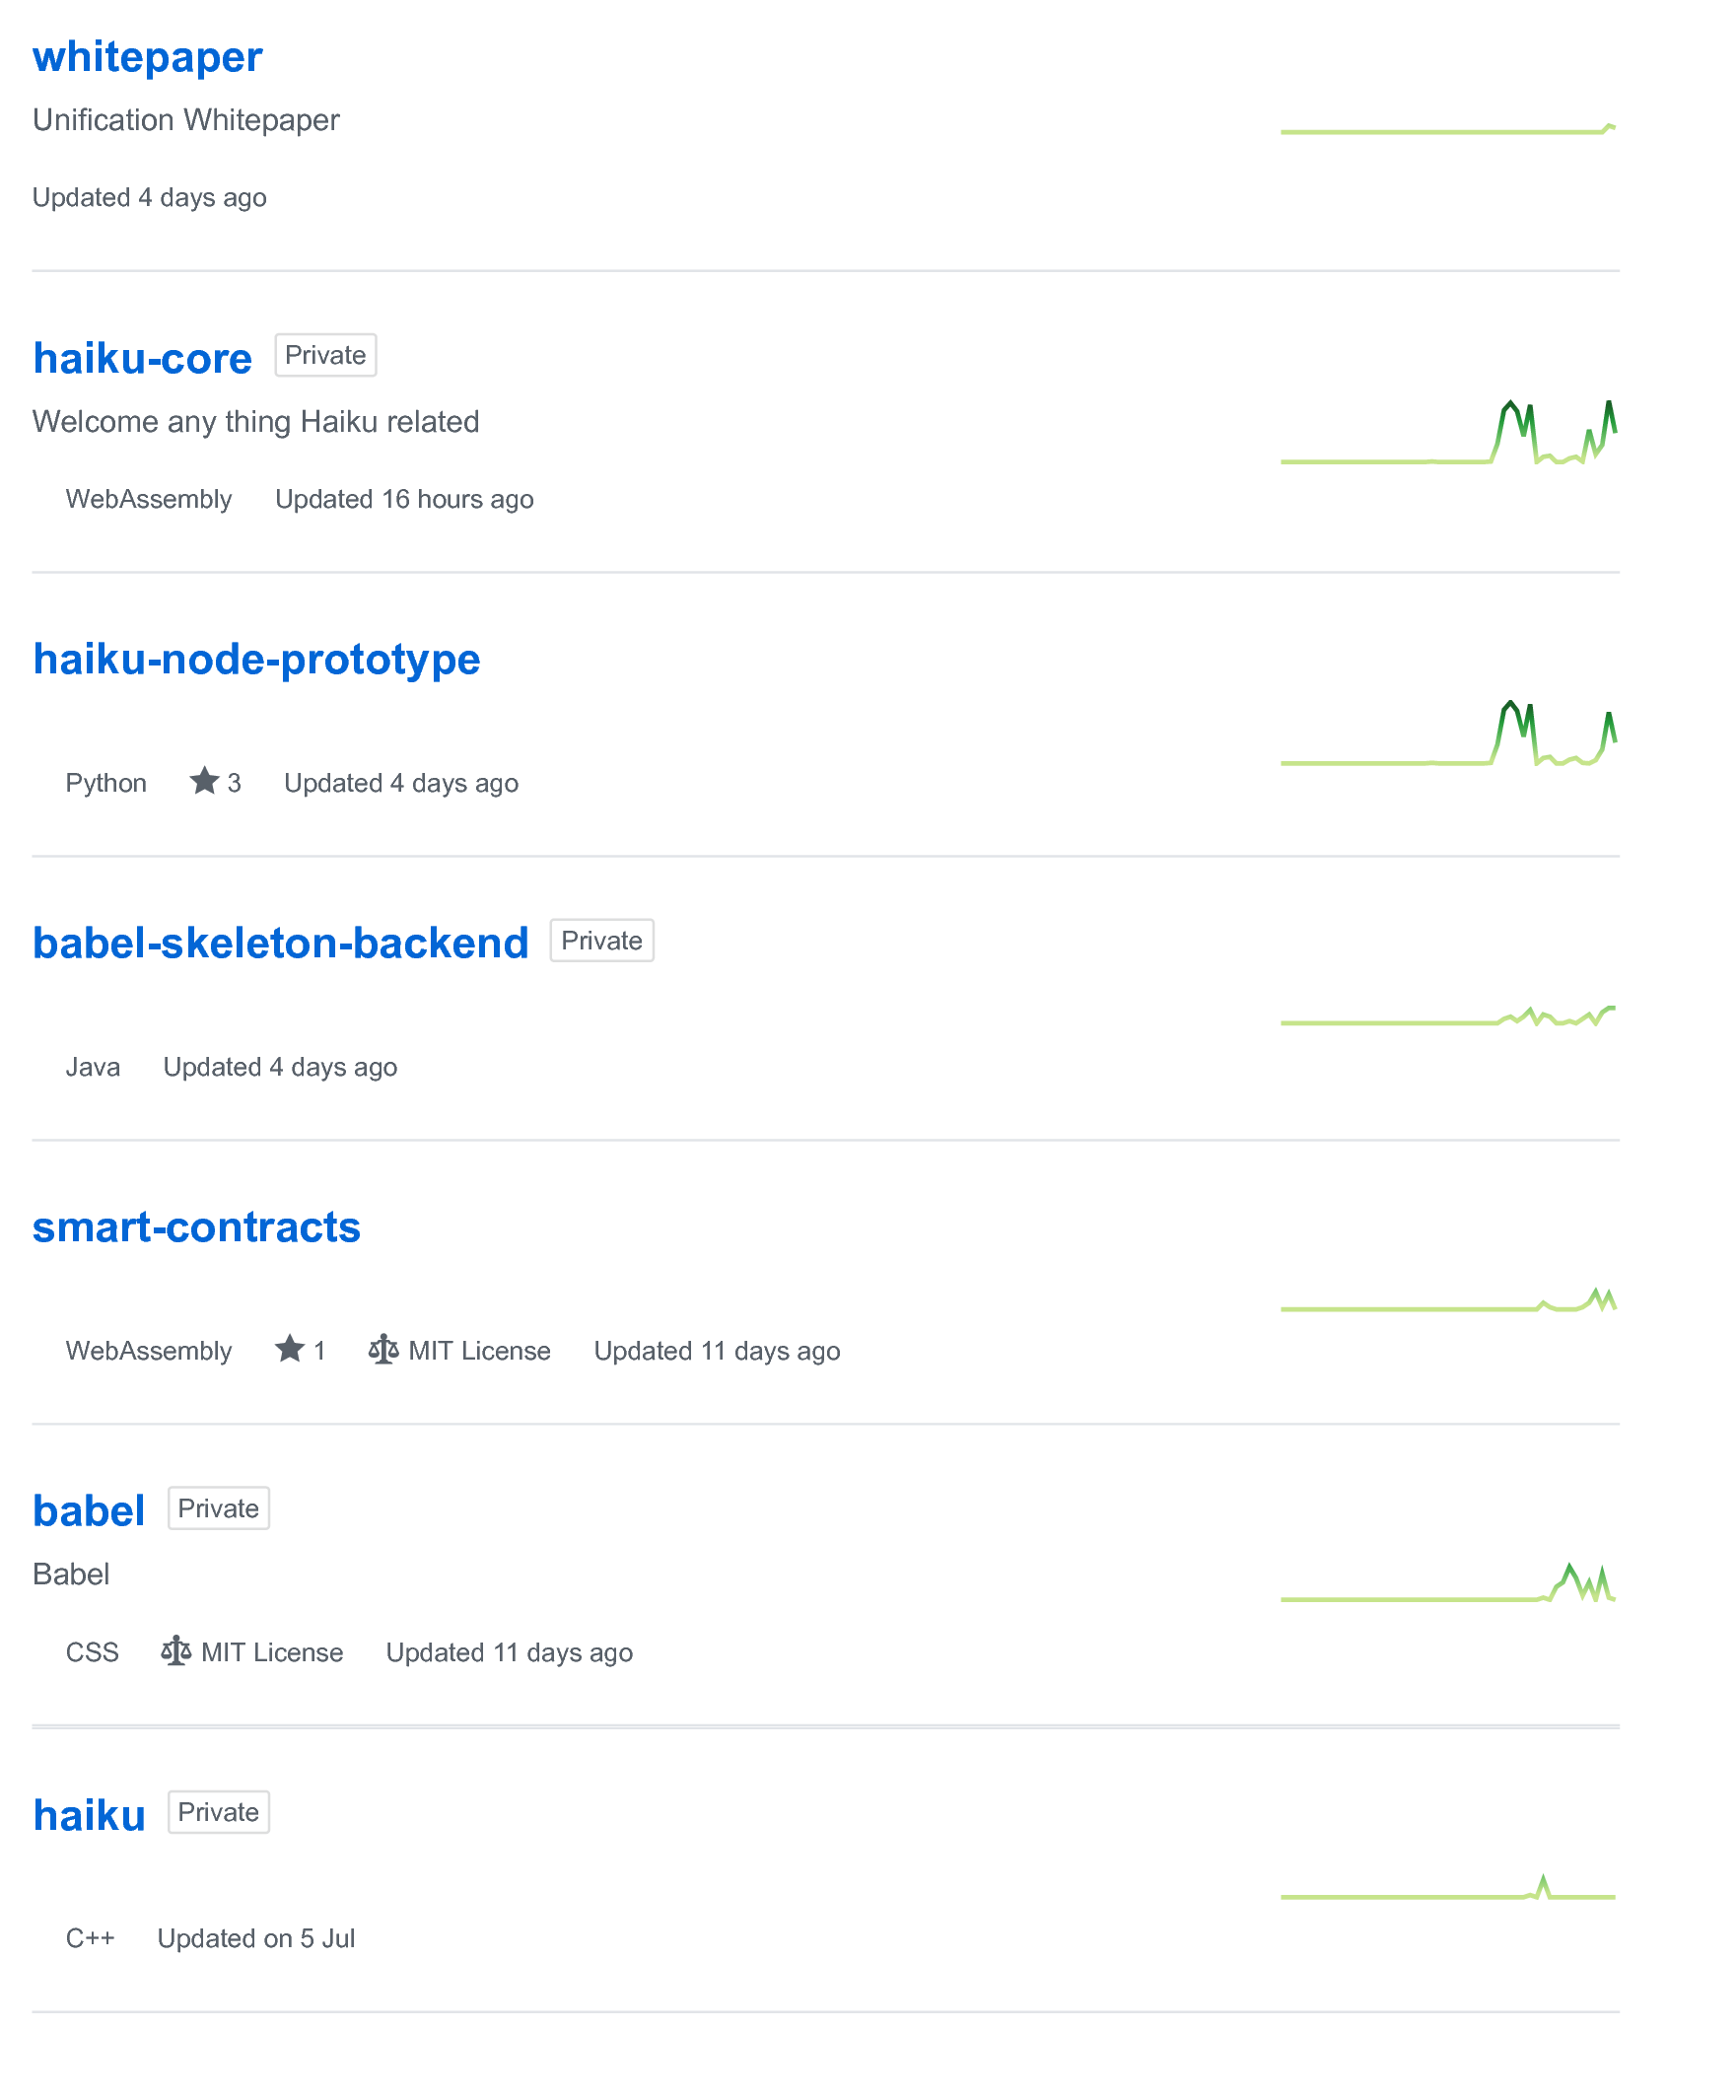 whitepaper
Unification Whitepaper
Updated 4 days ago
haiku-core Private
Welcome any thing Haiku related
WebAssembly Updated 16 hours ago
haiku-node-prototype
Python 3 Updated 4 days ago
babel-skeleton-backend Private
Java Updated 4 days ago
smart-contracts
WebAssembly 1 MIT License Updated 11 days ago
babel Private
Babel
CSS MIT License Updated 11 days ago
haiku Private
C++ Updated on 5 Jul